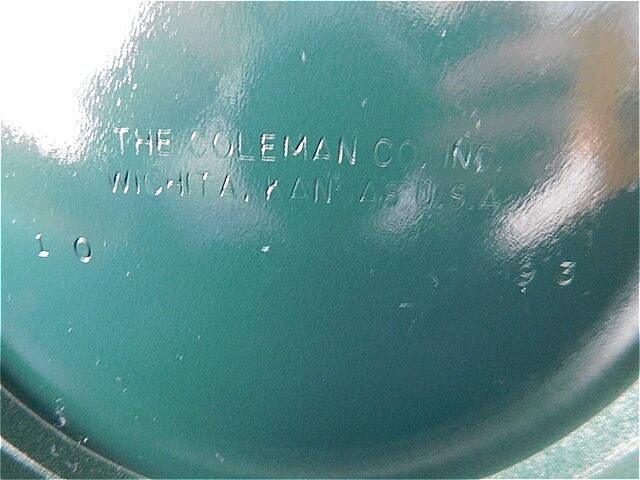 THE COLEMAN CO. INC.
WICHITA, KANSAS U.S.A.
10 93